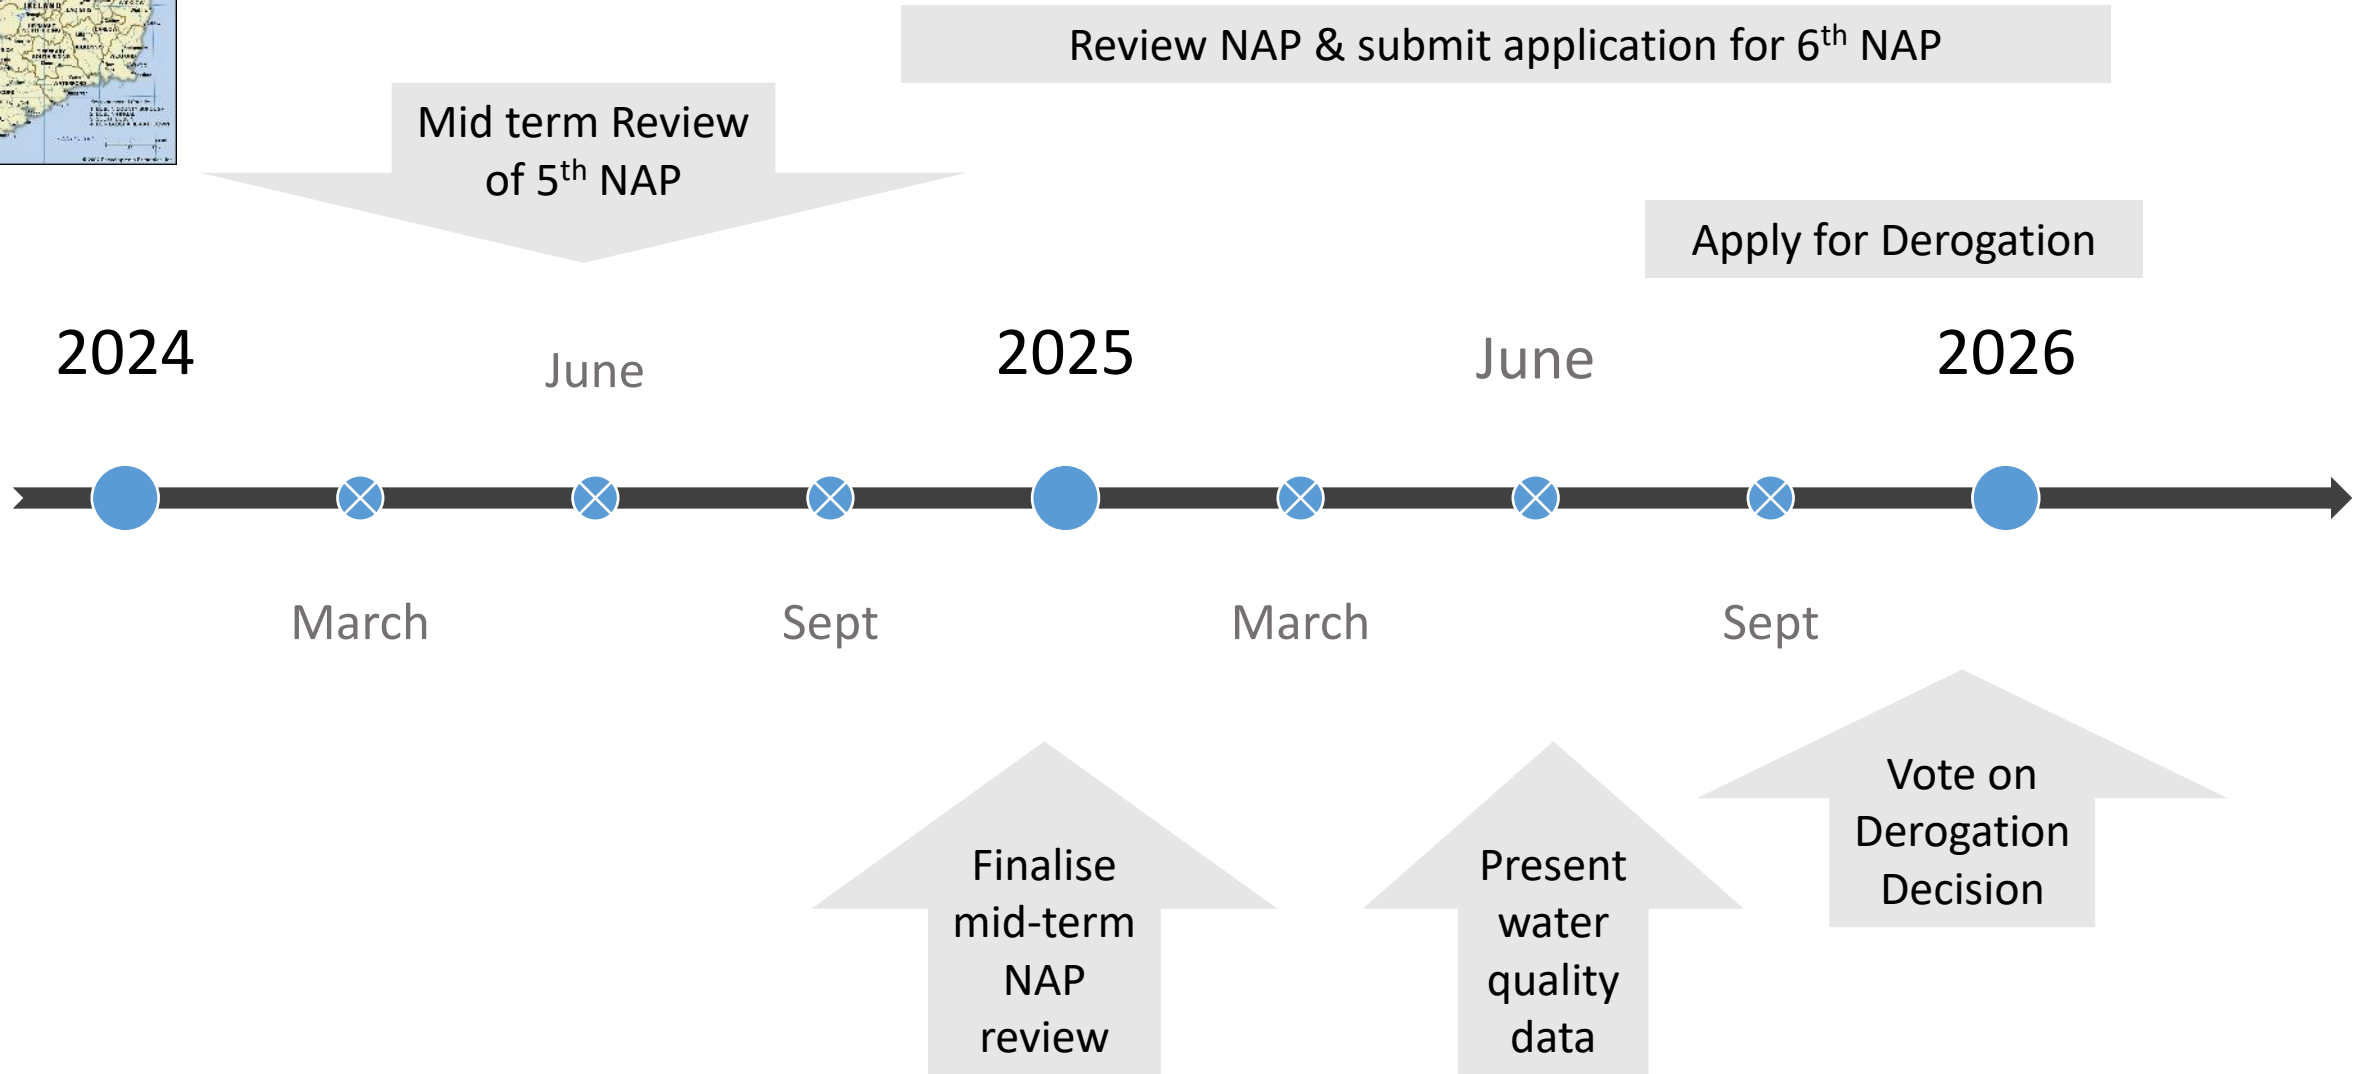 IRELAND
Review NAP & submit application for 6th NAP
Mid term Review
of 5th NAP
Apply for Derogation
2024
June
2025
June
2026
March
Sept
March
Sept
Finalise
mid-term
NAP
review
Present
water
quality
data
Vote on
Derogation
Decision